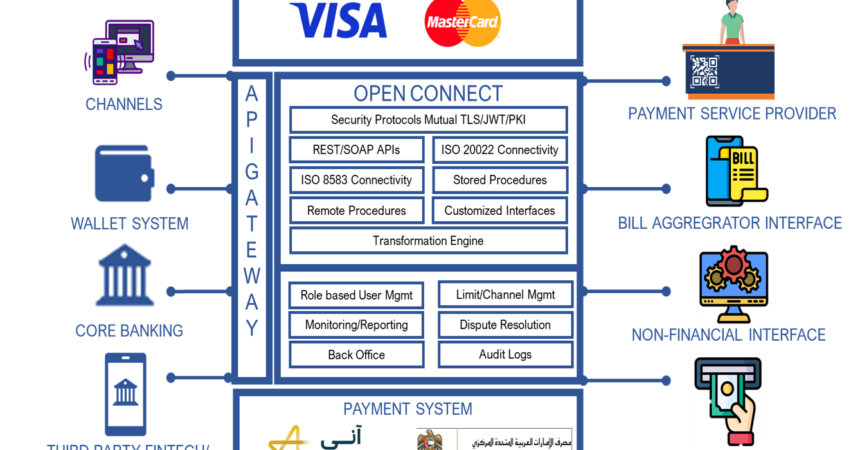 VISA
MasterCard
CHANNELS
WALLET SYSTEM
CORE BANKING
THIRD PARTY FINTECH/
A
P
I
G
A
T
E
W
A
Y
OPEN CONNECT
Security Protocols Mutual TLS/JWT/PKI
REST/SOAP APIs
ISO 20022 Connectivity
ISO 8583 Connectivity
Stored Procedures
Remote Procedures
Customized Interfaces
Transformation Engine
Role based User Mgmt
Limit/Channel Mgmt
Monitoring/Reporting
Dispute Resolution
Back Office
Audit Logs
PAYMENT SYSTEM
آني
مصرف الإمارات العربية المتحدة المركزي
PAYMENT SERVICE PROVIDER
BILL
BILL AGGREGRATOR INTERFACE
NON-FINANCIAL INTERFACE